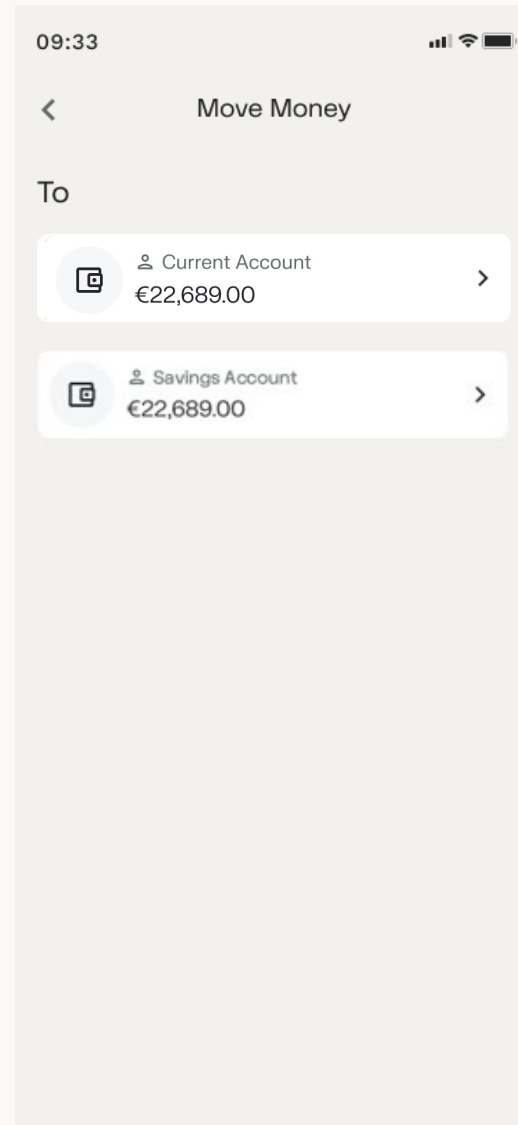 09:33
Move Money
To
Current Account
€22,689.00
Savings Account
€22,689.00